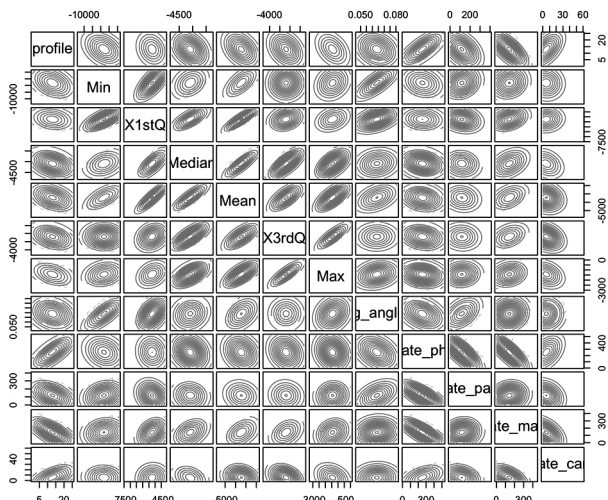 -10000 -4500 -4000 0.050 0.080 0 200 0 30 60
profile 5 20
-10000 Min
X1stQ -7500
-4500 Mediar
Mean -5000
-4000 X3rdQ
Max -3000 0
0.050 g_angl
ate_ph 0 400
0 300 ate_pa
ate_ma 0 300
0 40 ate_cal
5 20 7500 4500 5000 3000 500 0 300 0 300